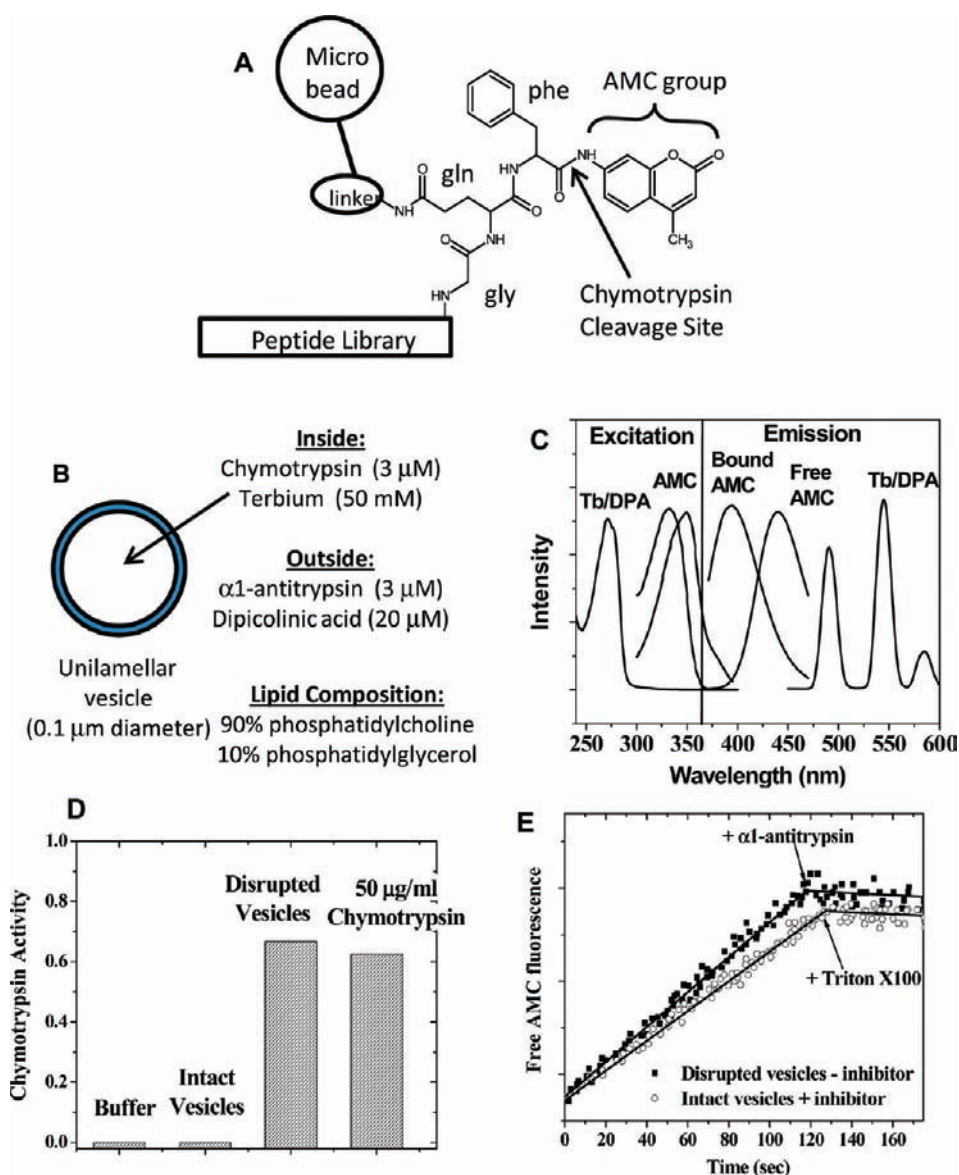 A
Micro
bead
linker
NH
O
gln
phe
HN
O
O
NH
O
HN
gly
O
NH
AMC group
O
O
CH3
Chymotrypsin
Cleavage Site
Peptide Library
B
Inside:
Chymotrypsin (3 μM)
Terbium (50 mM)
Outside:
α1-antitrypsin (3 μM)
Dipicolinic acid (20 μM)
Unilamellar
vesicle
(0.1 μm diameter)
Lipid Composition:
90% phosphatidylcholine
10% phosphatidylglycerol
C
Excitation
Emission
Tb/DPA
AMC
Bound
AMC
Free
AMC
Tb/DPA
Intensity
250 300 350 400 450 500 550 600
Wavelength (nm)
D
Chymotrypsin Activity
1.0
0.8
0.6
0.4
0.2
0.0
Buffer
Intact
Vesicles
Disrupted
Vesicles
50 μg/ml
Chymotrypsin
E
Free AMC fluorescence
+ α1-antitrypsin
+ Triton X100
Disrupted vesicles - inhibitor
Intact vesicles + inhibitor
0 20 40 60 80 100 120 140 160
Time (sec)